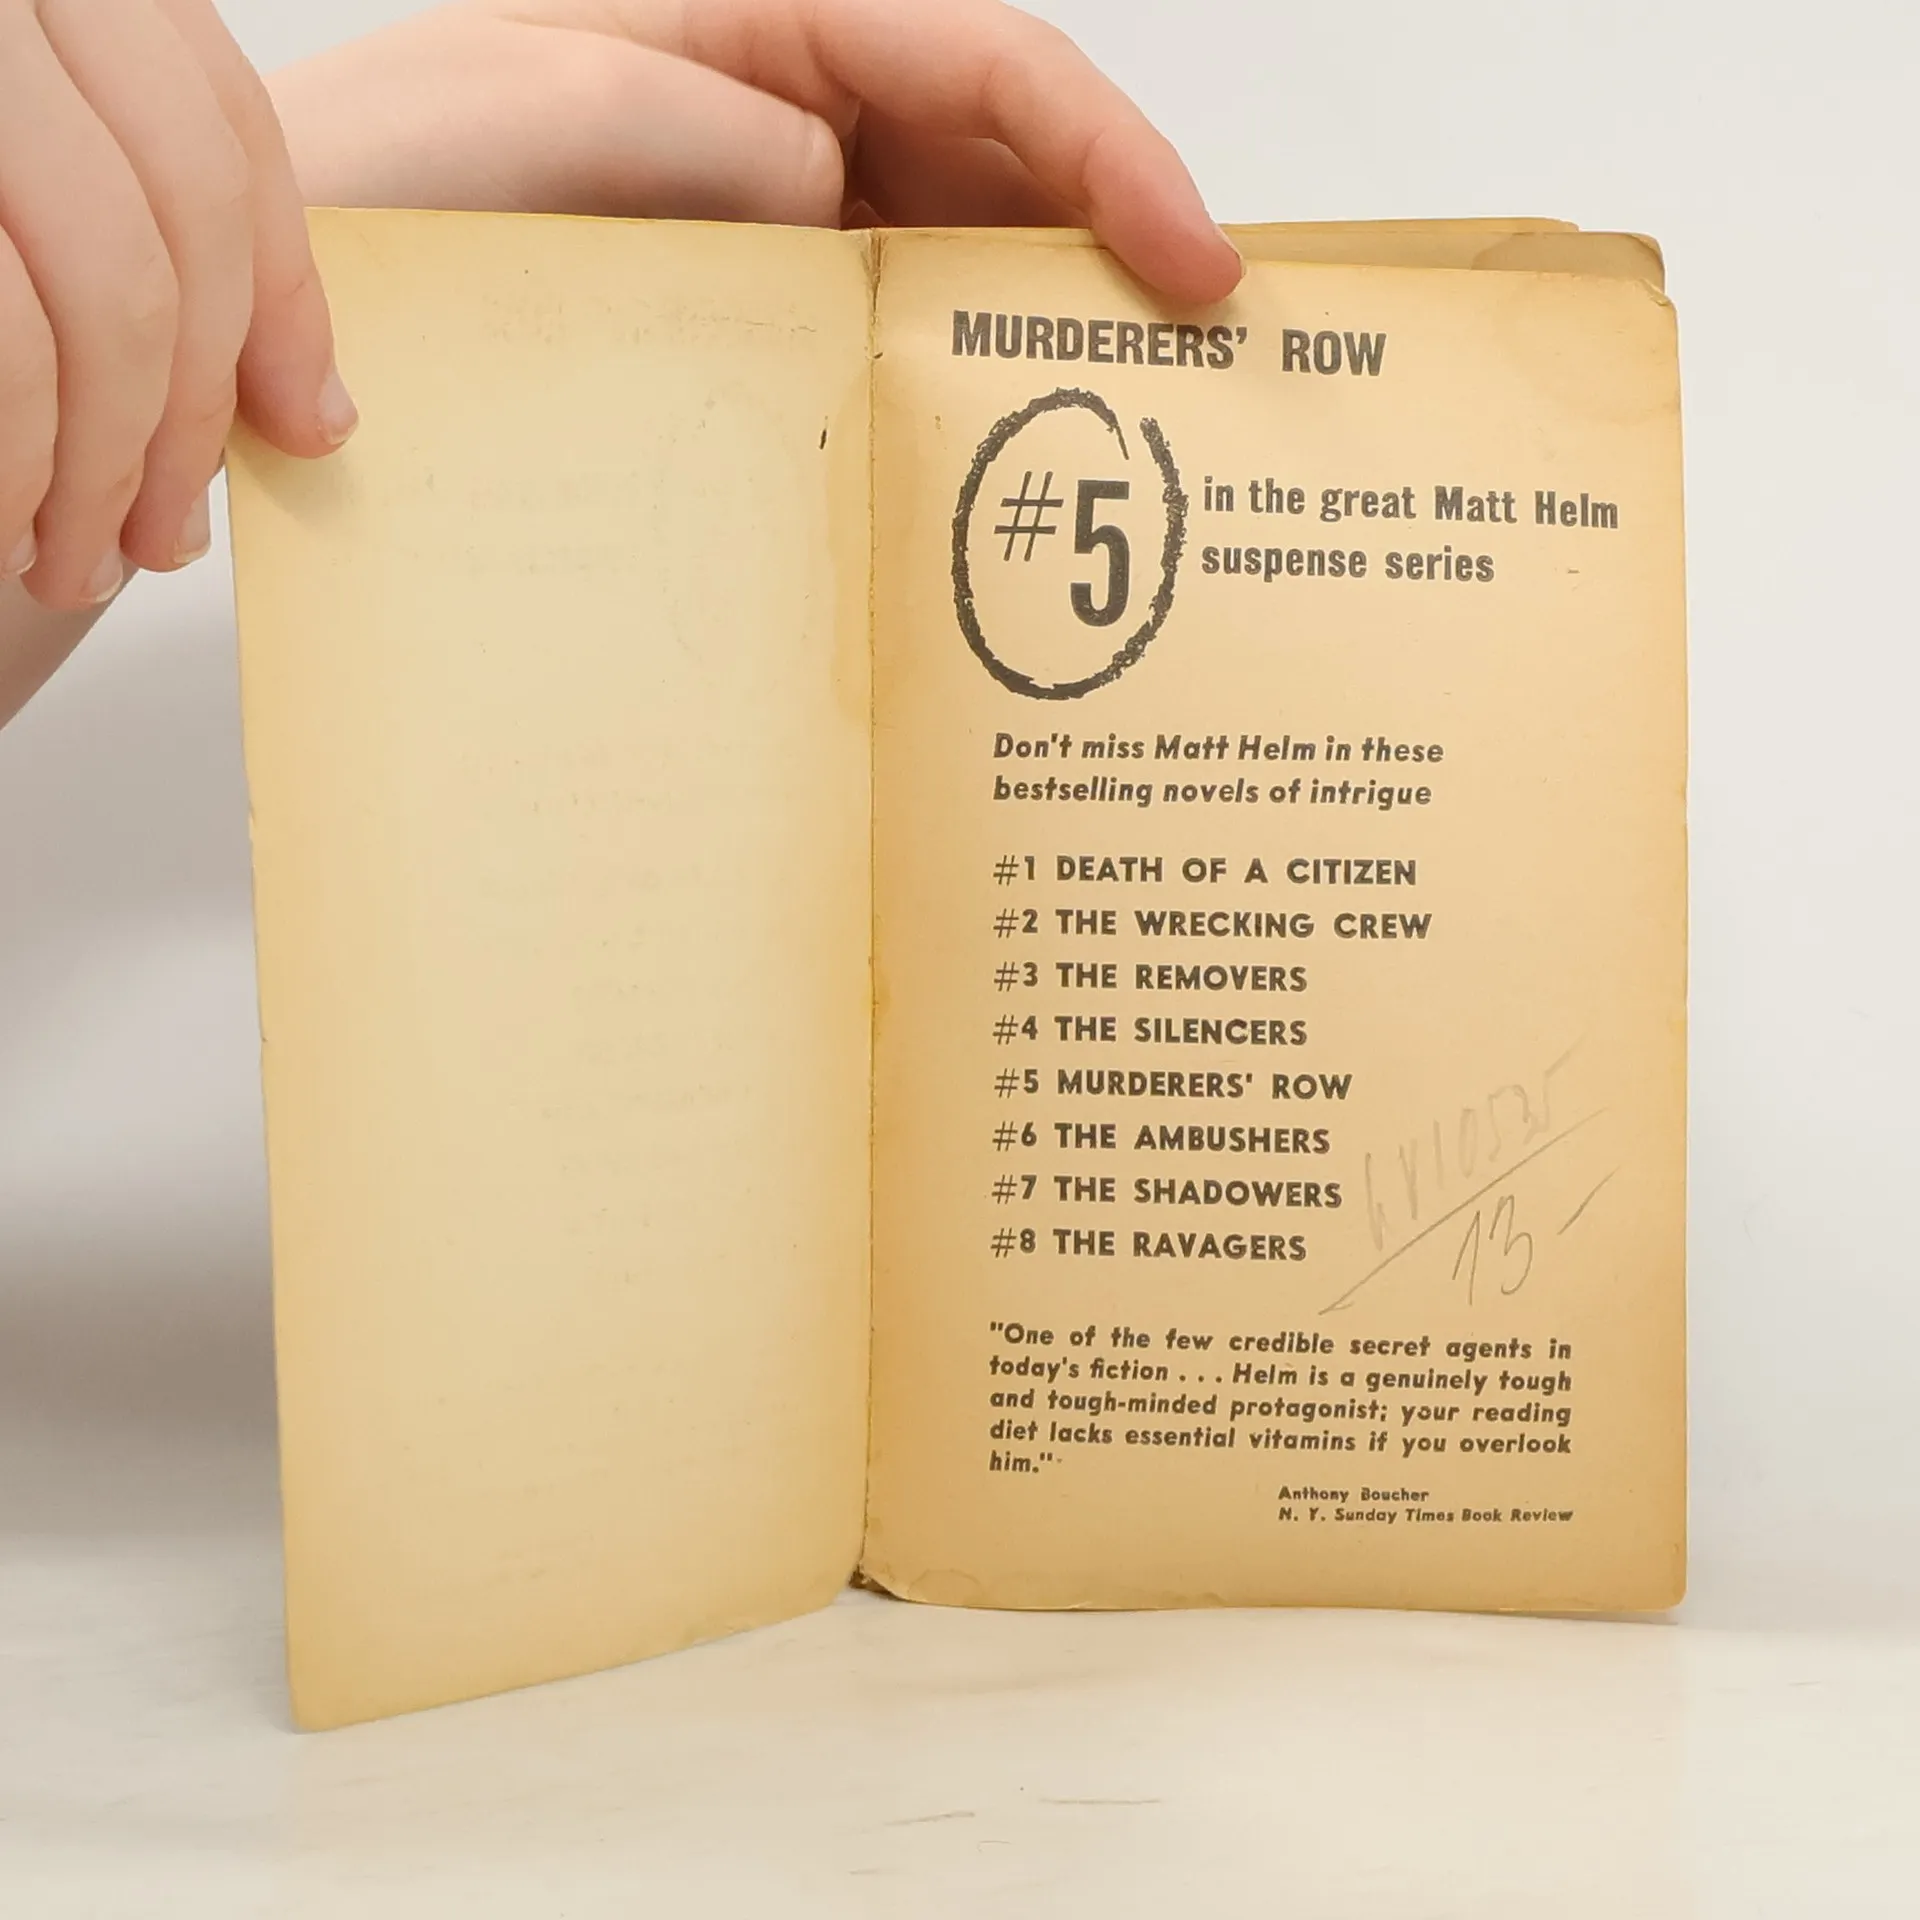 MURDERERS' ROW
#5
in the great Matt Helm
suspense series
Don't miss Matt Helm in these
bestselling novels of intrigue
#1 DEATH OF A CITIZEN
#2 THE WRECKING CREW
#3 THE REMOVERS
#4 THE SILENCERS
#5 MURDERERS' ROW
#6 THE AMBUSHERS
#7 THE SHADOWERS
#8 THE RAVAGERS
13-
"One of the few credible secret agents in
today's fiction . . . Helm is a genuinely tough
and tough-minded protagonist; your reading
diet lacks essential vitamins if you overlook
him."
Anthony Boucher
N. Y. Sunday Times Book Review